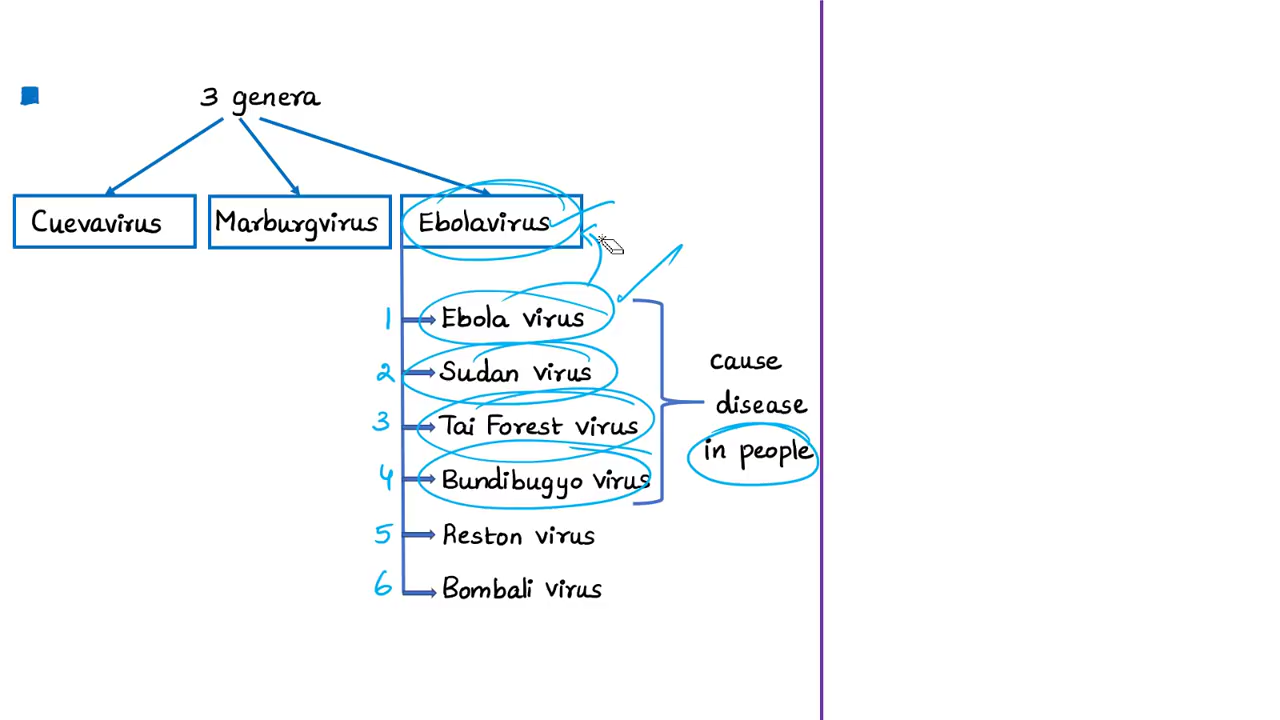 3 genera
Cuevavirus
Marburgvirus
Ebolavirus
1 Ebola virus
2 Sudan virus
3 Tai Forest virus
4 Bundibugyo virus
5 Reston virus
6 Bombali virus
cause
disease
in people